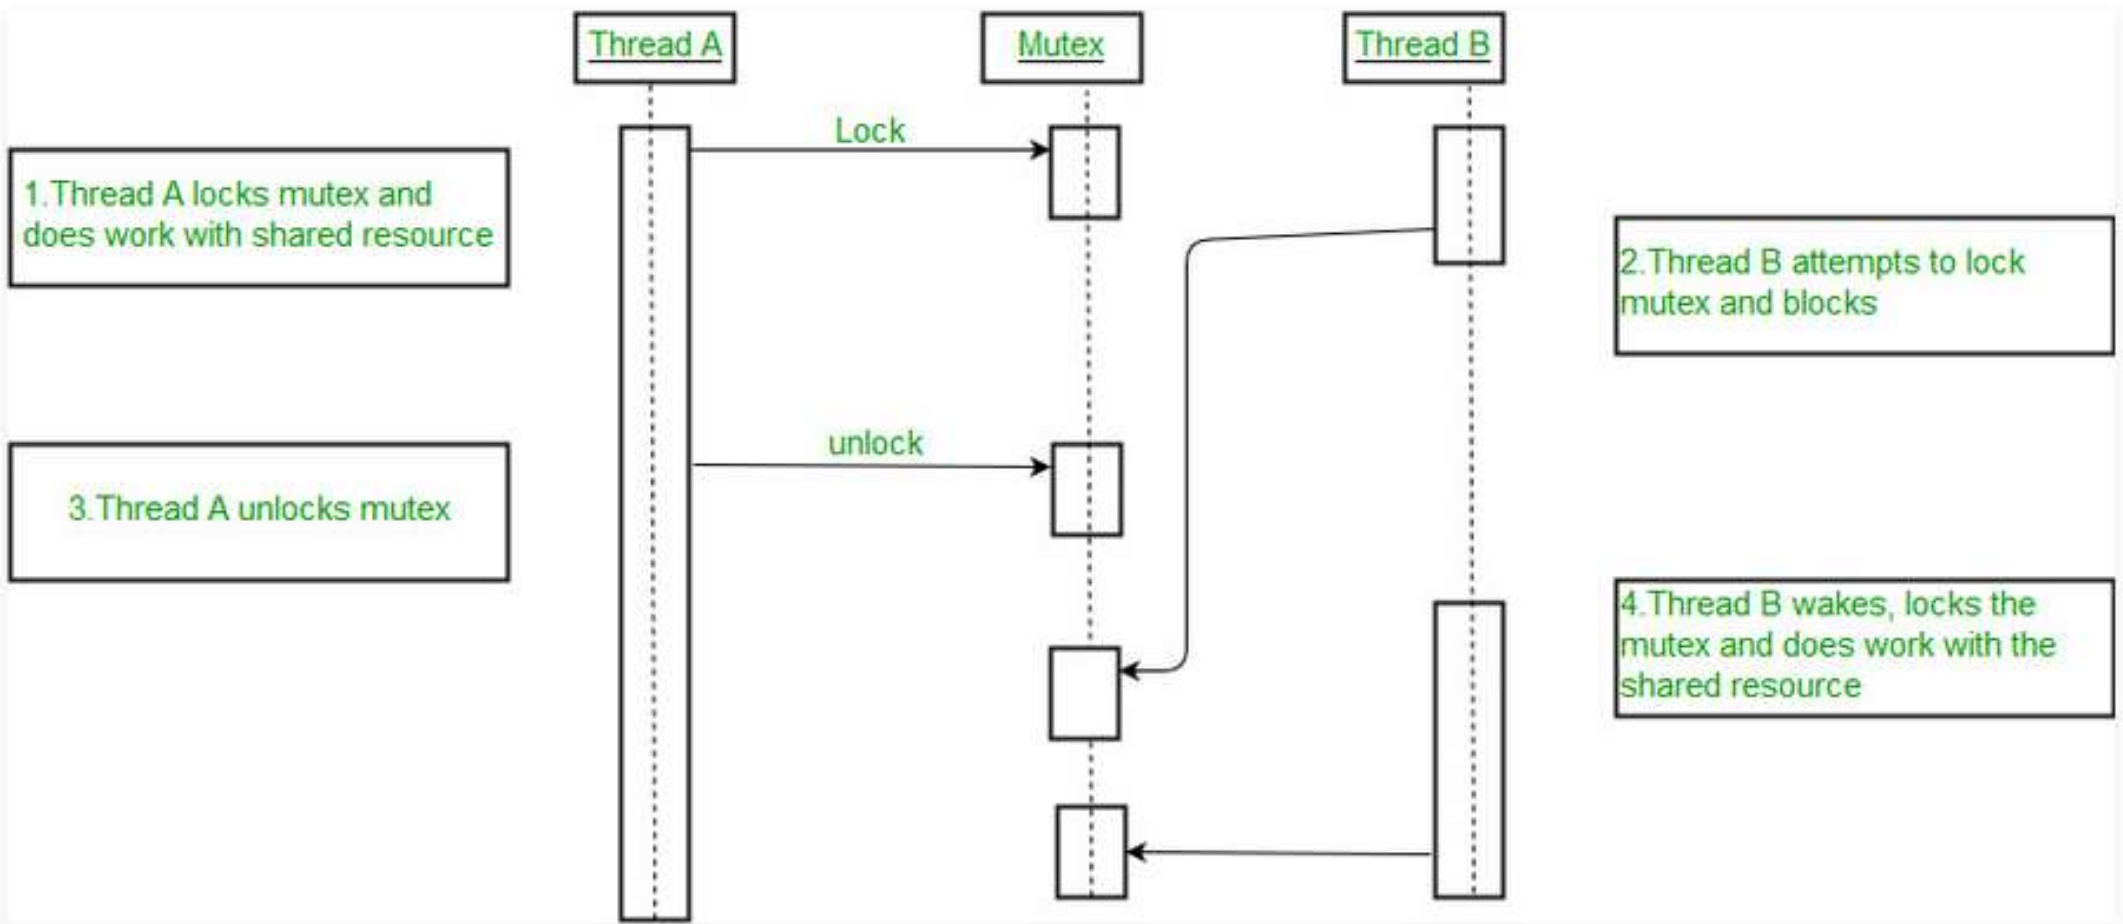 Thread A
Mutex
Thread B
Lock
1.Thread A locks mutex and
does work with shared resource
2.Thread B attempts to lock
mutex and blocks
unlock
3.Thread A unlocks mutex
4.Thread B wakes, locks the
mutex and does work with the
shared resource